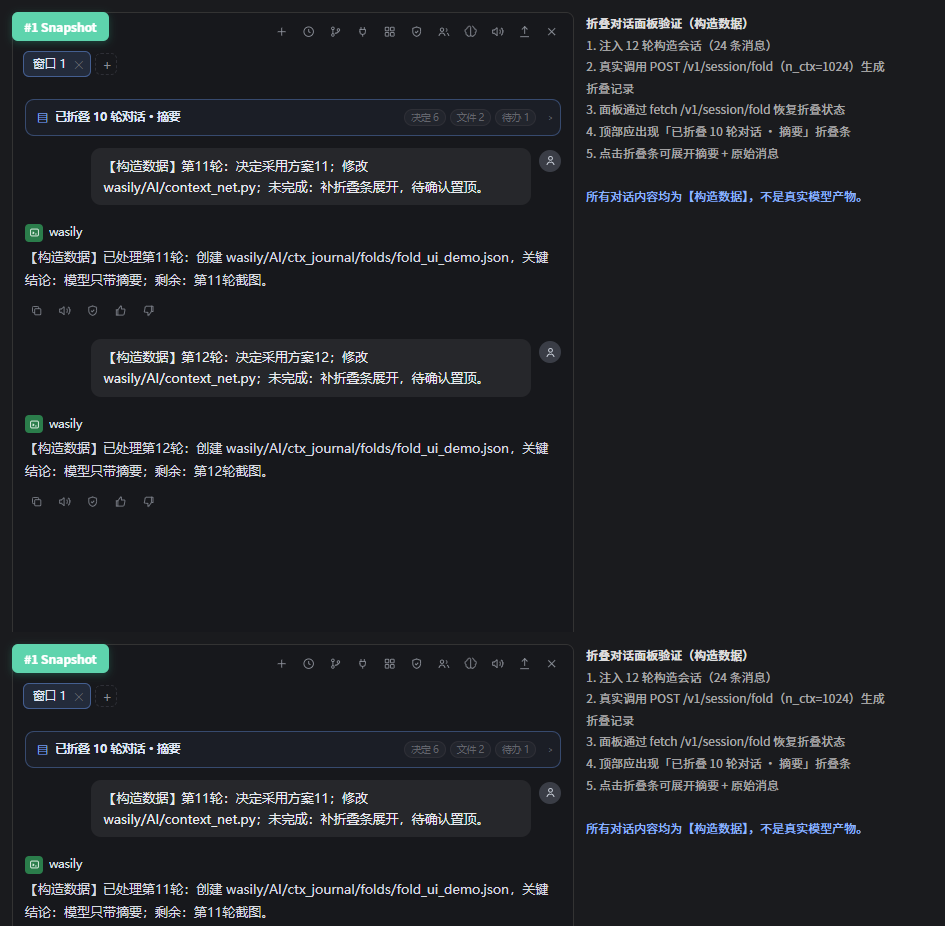 #1 Snapshot
窗口 1
已折叠 10 轮对话 · 摘要
决定 6
文件 2
待办 1
【构造数据】第11轮：决定采用方案11；修改
wasily/AI/context_net.py；未完成：补折叠条展开，待确认置顶。
wasily
【构造数据】已处理第11轮：创建 wasily/AI/ctx_journal/folds/fold_ui_demo.json，关键
结论：模型只带摘要；剩余：第11轮截图。
【构造数据】第12轮：决定采用方案12；修改
wasily/AI/context_net.py；未完成：补折叠条展开，待确认置顶。
wasily
【构造数据】已处理第12轮：创建 wasily/AI/ctx_journal/folds/fold_ui_demo.json，关键
结论：模型只带摘要；剩余：第12轮截图。
折叠对话面板验证（构造数据）
1. 注入 12 轮构造会话（24 条消息）
2. 真实调用 POST /v1/session/fold（n_ctx=1024）生成
折叠记录
3. 面板通过 fetch /v1/session/fold 恢复折叠状态
4. 顶部应出现「已折叠 10 轮对话 · 摘要」折叠条
5. 点击折叠条可展开摘要 + 原始消息
所有对话内容均为【构造数据】，不是真实模型产物。
#1 Snapshot
窗口 1
已折叠 10 轮对话 · 摘要
决定 6
文件 2
待办 1
【构造数据】第11轮：决定采用方案11；修改
wasily/AI/context_net.py；未完成：补折叠条展开，待确认置顶。
wasily
【构造数据】已处理第11轮：创建 wasily/AI/ctx_journal/folds/fold_ui_demo.json，关键
结论：模型只带摘要；剩余：第11轮截图。
折叠对话面板验证（构造数据）
1. 注入 12 轮构造会话（24 条消息）
2. 真实调用 POST /v1/session/fold（n_ctx=1024）生成
折叠记录
3. 面板通过 fetch /v1/session/fold 恢复折叠状态
4. 顶部应出现「已折叠 10 轮对话 · 摘要」折叠条
5. 点击折叠条可展开摘要 + 原始消息
所有对话内容均为【构造数据】，不是真实模型产物。